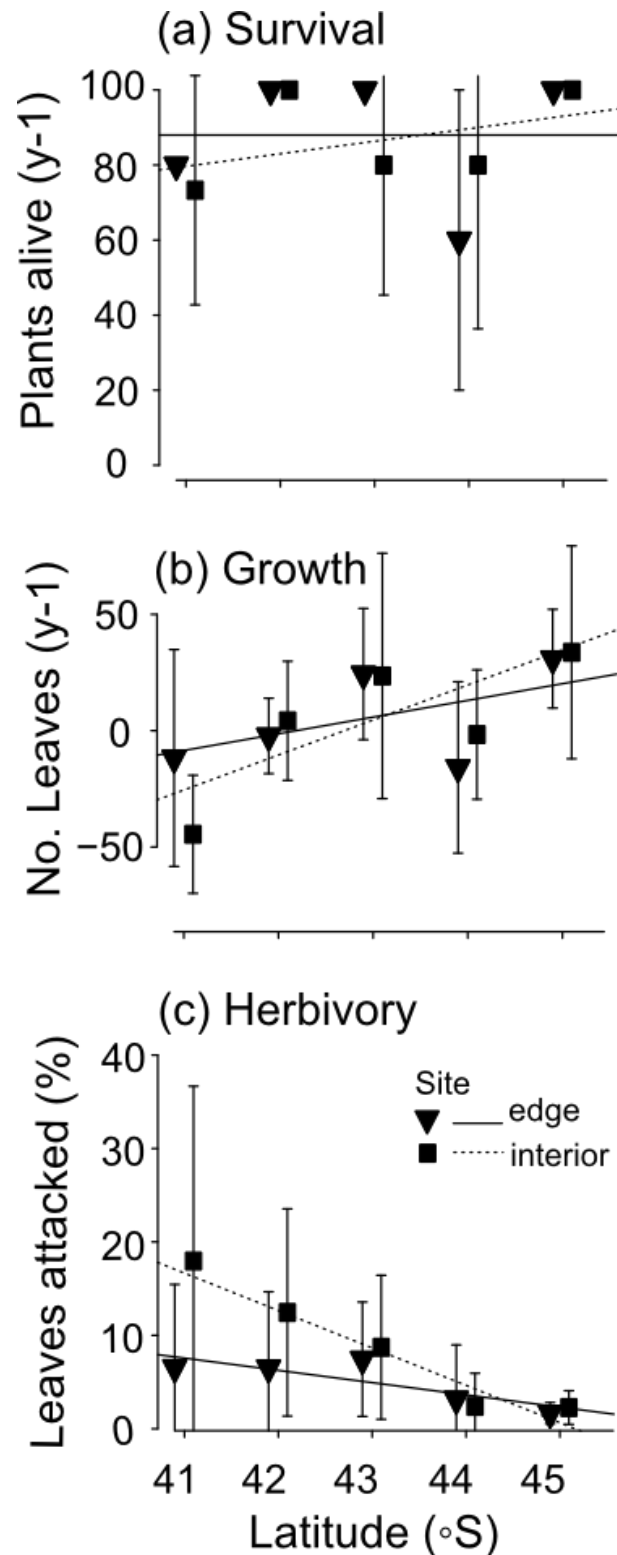 (a) Survival
Plants alive (y-1)
100
80
60
40
20
0
(b) Growth
No. Leaves (y-1)
50
0
−50
(c) Herbivory
Leaves attacked (%)
40
30
20
10
0
Site
edge
interior
41 42 43 44 45
Latitude (∘S)